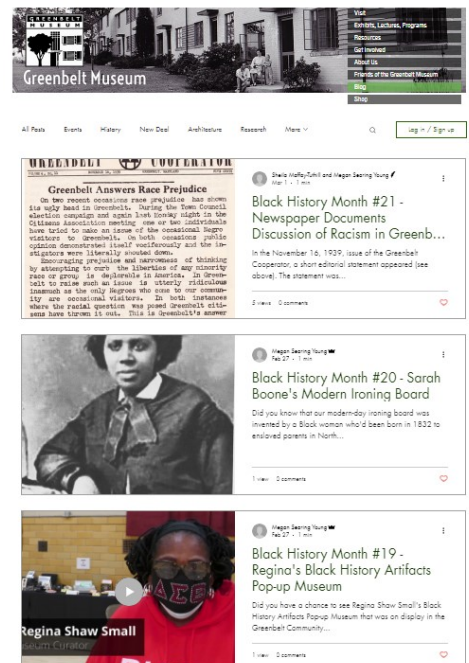 GREENBELT
MUSEUM
Greenbelt Museum
Visit
Exhibits, Lectures, Programs
Resources
Get Involved
About Us
Friends of the Greenbelt Museum
Blog
Shop
All Posts
Events
History
New Deal
Architecture
Research
More
Log in / Sign up
GREENBELT COOPERATOR
Greenbelt Answers Race Prejudice
On two recent occasions race prejudice has shown
its ugly head in Greenbelt. During the Town Council
election campaign and again last Monday night in the
Citizens Association meeting one or two individuals
have tried to make an issue of the occasional Negro
visitors to Greenbelt. On both occasions public
opinion demonstrated itself vociferously and the in-
stigators were literally shouted down.
Encouraging prejudice and narrowness of thinking
by attempting to curb the liberties of any minority
race or group is deplorable in America. In Green-
belt to raise such an issue is utterly ridiculous
inasmuch as the only Negroes who come to our commun-
ity are occasional visitors. In both instances
where the racial question was posed Greenbelt citi-
zens have thrown it out. This is Greenbelt's answer
Sheila Maffay-Tuthill and Megan Searing Young
Mar 1 · 1 min
Black History Month #21 -
Newspaper Documents
Discussion of Racism in Greenb...
In the November 16, 1939, issue of the Greenbelt
Cooperator, a short editorial statement appeared (see
above). The statement was...
5 views 0 comments
Megan Searing Young
Feb 27 · 1 min
Black History Month #20 - Sarah
Boone's Modern Ironing Board
Did you know that our modern-day ironing board was
invented by a Black woman who'd been born in 1832 to
enslaved parents in North...
1 view 0 comments
ΔΣΘ
Regina Shaw Small
Museum Curator
Megan Searing Young
Feb 27 · 1 min
Black History Month #19 -
Regina's Black History Artifacts
Pop-up Museum
Did you have a chance to see Regina Shaw Small's Black
History Artifacts Pop-up Museum that was on display in the
Greenbelt Community...
1 view 0 comments